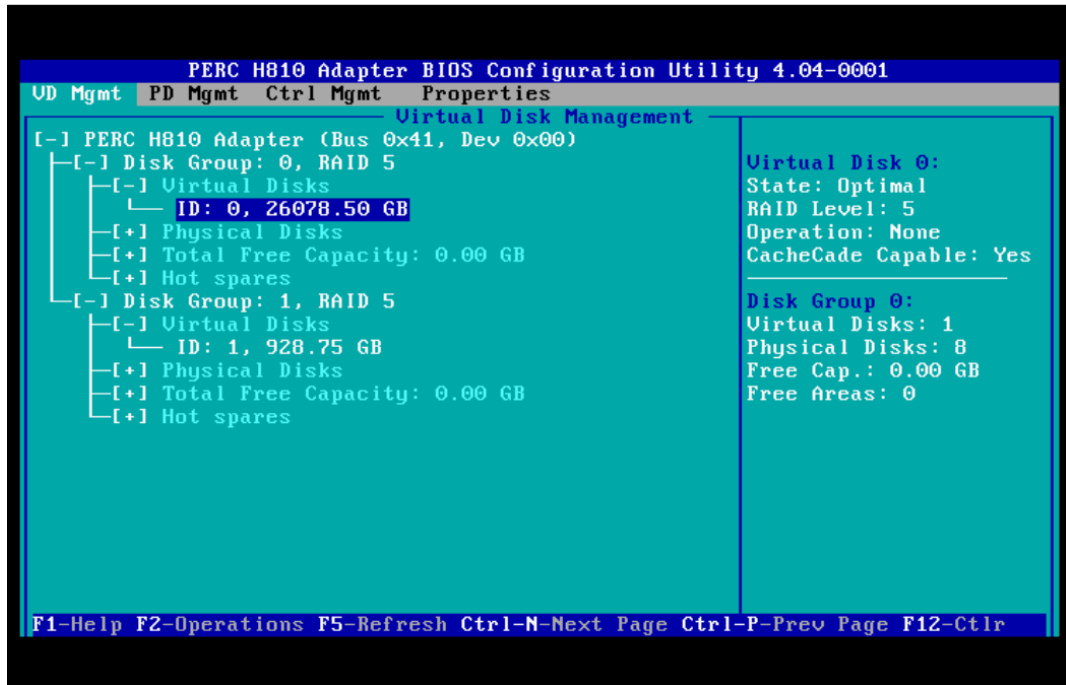 PERC H810 Adapter BIOS Configuration Utility 4.04-0001
VD Mgmt PD Mgmt Ctrl Mgmt Properties
Virtual Disk Management
[-] PERC H810 Adapter (Bus 0x41, Dev 0x00)
[-] Disk Group: 0, RAID 5
[-] Virtual Disks
ID: 0, 26078.50 GB
[+] Physical Disks
[+] Total Free Capacity: 0.00 GB
[+] Hot spares
[-] Disk Group: 1, RAID 5
[-] Virtual Disks
ID: 1, 928.75 GB
[+] Physical Disks
[+] Total Free Capacity: 0.00 GB
[+] Hot spares
Virtual Disk 0:
State: Optimal
RAID Level: 5
Operation: None
CacheCade Capable: Yes
Disk Group 0:
Virtual Disks: 1
Physical Disks: 8
Free Cap.: 0.00 GB
Free Areas: 0
F1-Help F2-Operations F5-Refresh Ctrl-N-Next Page Ctrl-P-Prev Page F12-Ctlr